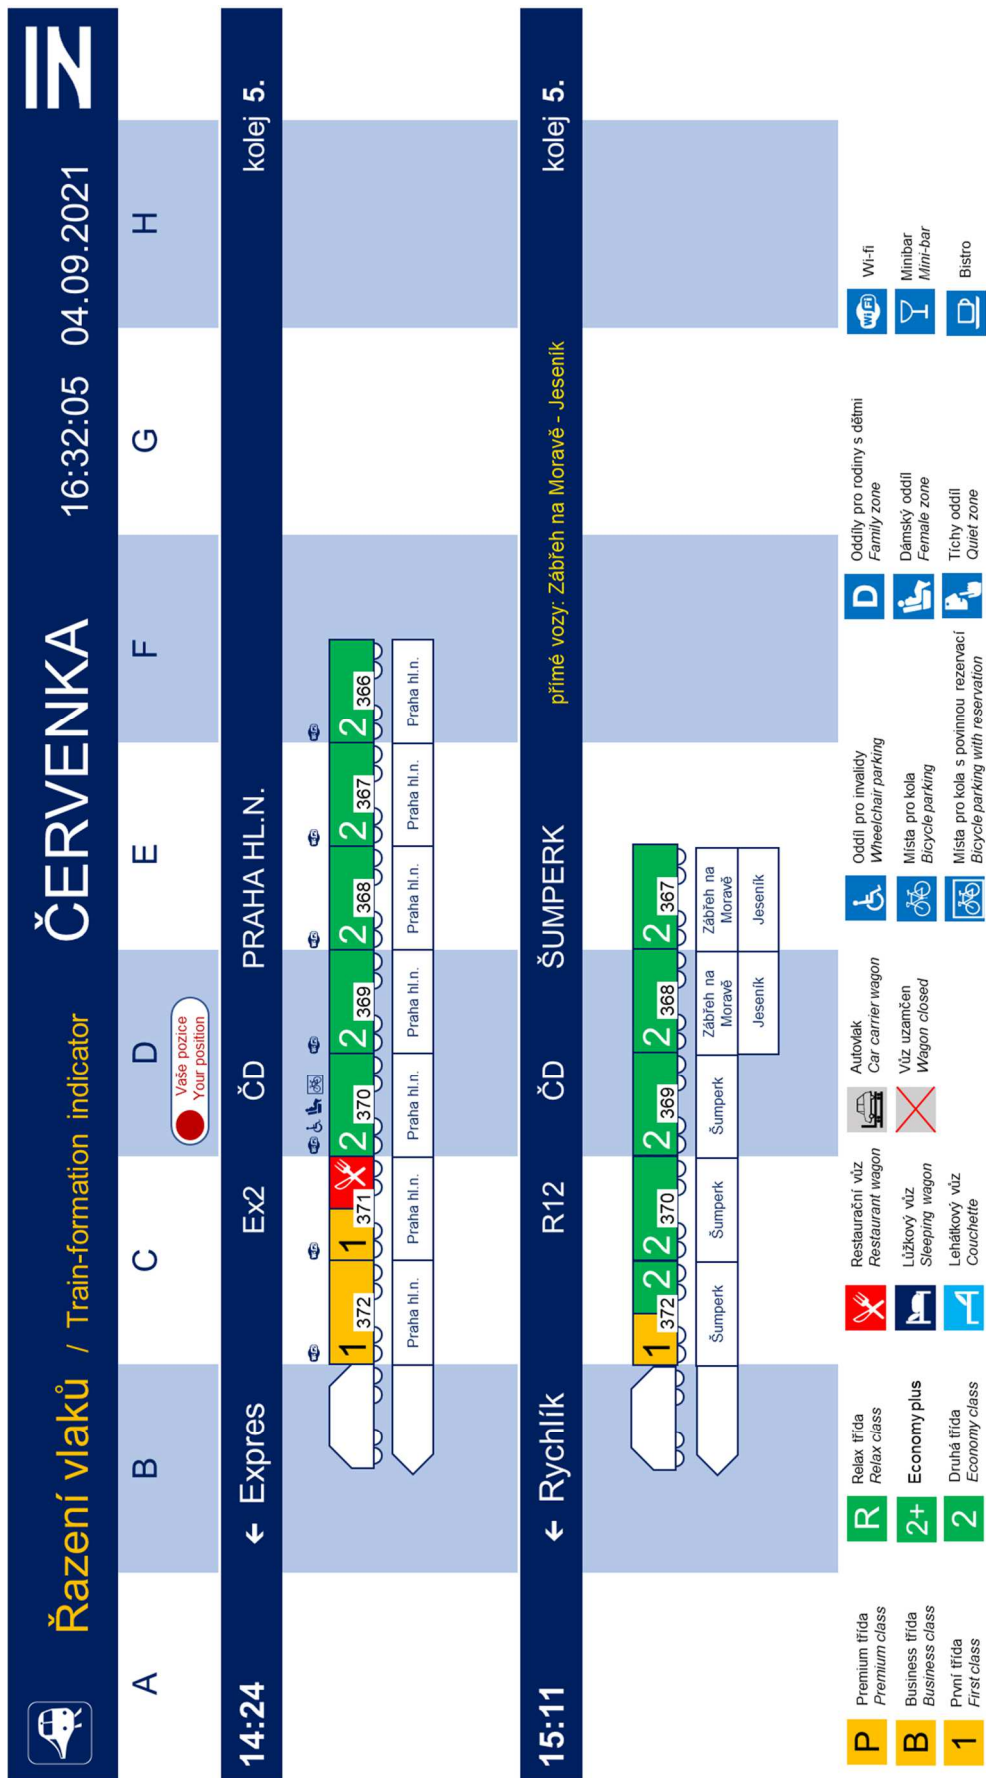 Řazení vlaků / Train-formation indicator ČERVENKA 16:32:05 04.09.2021
A B C D E F G H
Vaše pozice
Your position
14:24 ← Expres Ex2 ČD PRAHA HL.N. kolej 5.
1 372 1 371 2 370 2 369 2 368 2 367 2 366
Praha hl.n. Praha hl.n. Praha hl.n. Praha hl.n. Praha hl.n. Praha hl.n. Praha hl.n.
15:11 ← Rychlík R12 ČD ŠUMPERK přímé vozy: Zábřeh na Moravě - Jeseník kolej 5.
1 372 2 2 370 2 369 2 368 2 367
Šumperk Šumperk Šumperk Zábřeh na Zábřeh na
Moravě Moravě
Jeseník Jeseník
P Premium třída
Premium class
B Business třída
Business class
1 První třída
First class
R Relax třída
Relax class
2+ Economy plus
2 Druhá třída
Economy class
Restaurační vůz
Restaurant wagon
Lůžkový vůz
Sleeping wagon
Lehátkový vůz
Couchette
Autovlak
Car carrier wagon
Vůz uzamčen
Wagon closed
Oddíl pro invalidy
Wheelchair parking
Místa pro kola
Bicycle parking
Místa pro kola s povinnou rezervací
Bicycle parking with reservation
D Oddíly pro rodiny s dětmi
Family zone
Dámský oddíl
Female zone
Tíchy oddíl
Quiet zone
WiFi Wi-fi
Minibar
Mini-bar
Bistro